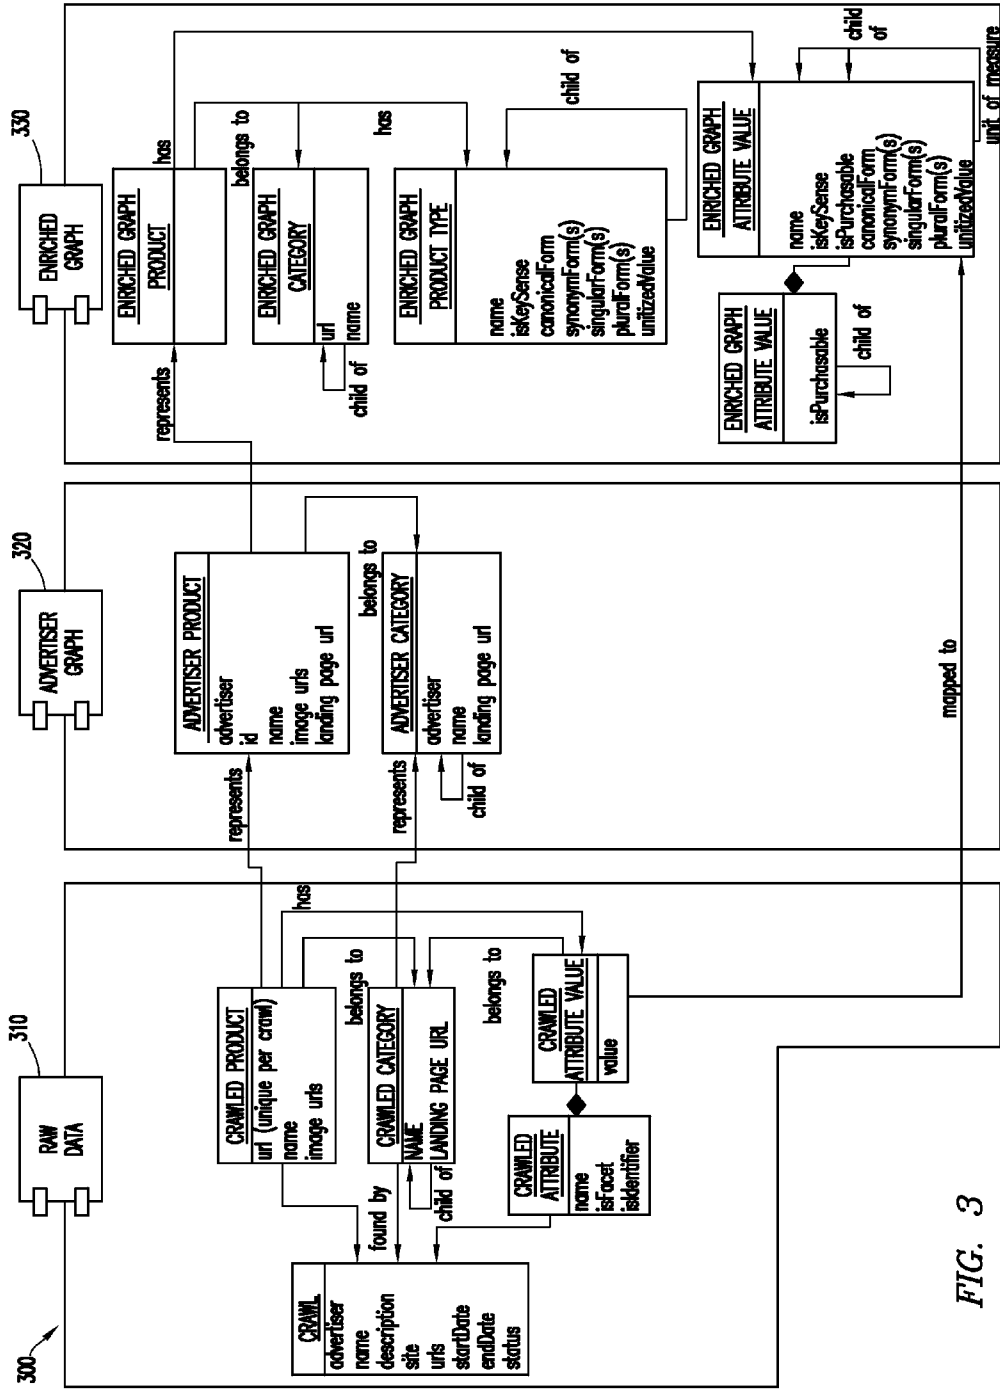 300
310
RAW
DATA
CRAWL
advertiser
name
description
site
urls
startDate
endDate
status
CRAWLED PRODUCT
url (unique per crawl)
name
image urls
found by
CRAWLED CATEGORY
NAME
LANDING PAGE URL
child of
belongs to
has
CRAWLED
ATTRIBUTE
name
isFacet
isIdentifier
CRAWLED
ATTRIBUTE VALUE
value
belongs to
320
ADVERTISER
GRAPH
represents
ADVERTISER PRODUCT
advertiser
id
name
image urls
landing page url
belongs to
represents
ADVERTISER CATEGORY
advertiser
name
landing page url
child of
mapped to
330
ENRICHED
GRAPH
represents
ENRICHED GRAPH
PRODUCT
has
belongs to
ENRICHED GRAPH
CATEGORY
url
name
child of
has
ENRICHED GRAPH
PRODUCT TYPE
name
isKeySense
canonicalForm
synonymForm(s)
singularForm(s)
pluralForm(s)
unitizedValue
child of
ENRICHED GRAPH
ATTRIBUTE VALUE
isPurchasable
child of
ENRICHED GRAPH
ATTRIBUTE VALUE
name
isKeySense
isPurchasable
canonicalForm
synonymForm(s)
singularForm(s)
pluralForm(s)
unitizedValue
child
of
unit of measure
FIG. 3